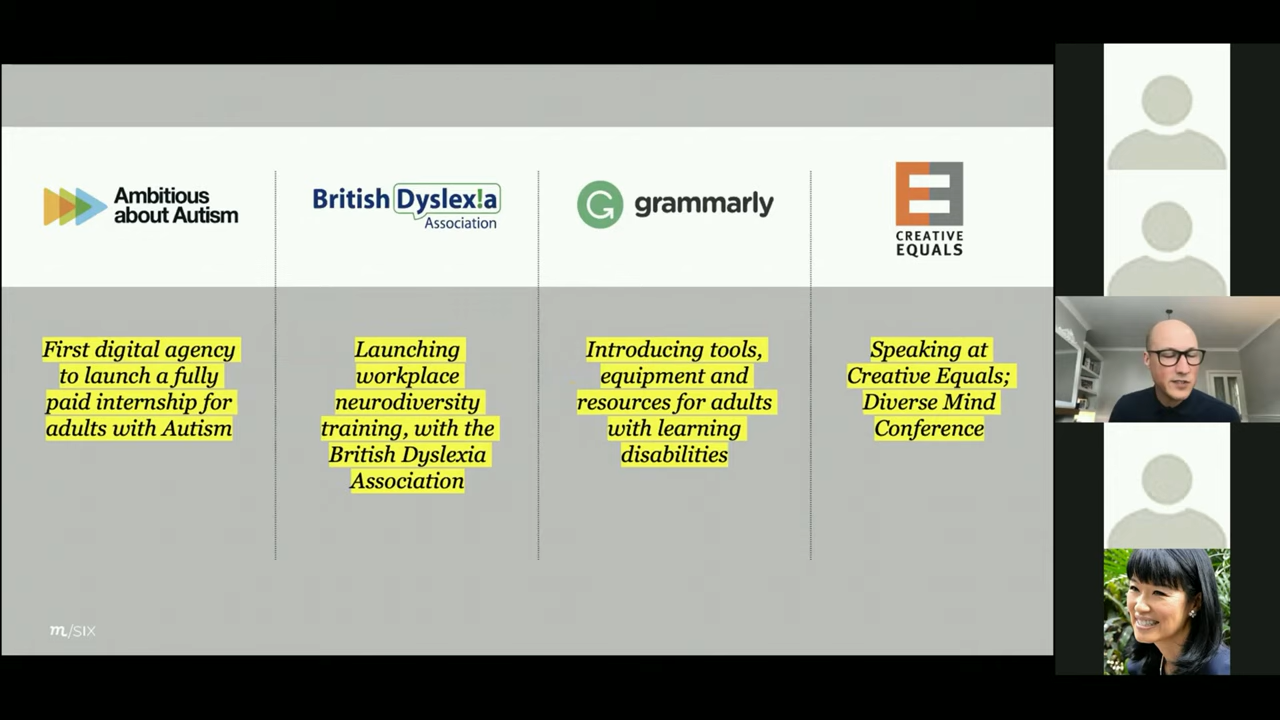 Ambitious
about Autism
British Dyslex!a
Association
grammarly
CREATIVE
EQUALS
First digital agency
to launch a fully
paid internship for
adults with Autism
Launching
workplace
neurodiversity
training, with the
British Dyslexia
Association
Introducing tools,
equipment and
resources for adults
with learning
disabilities
Speaking at
Creative Equals;
Diverse Mind
Conference
m/SIX